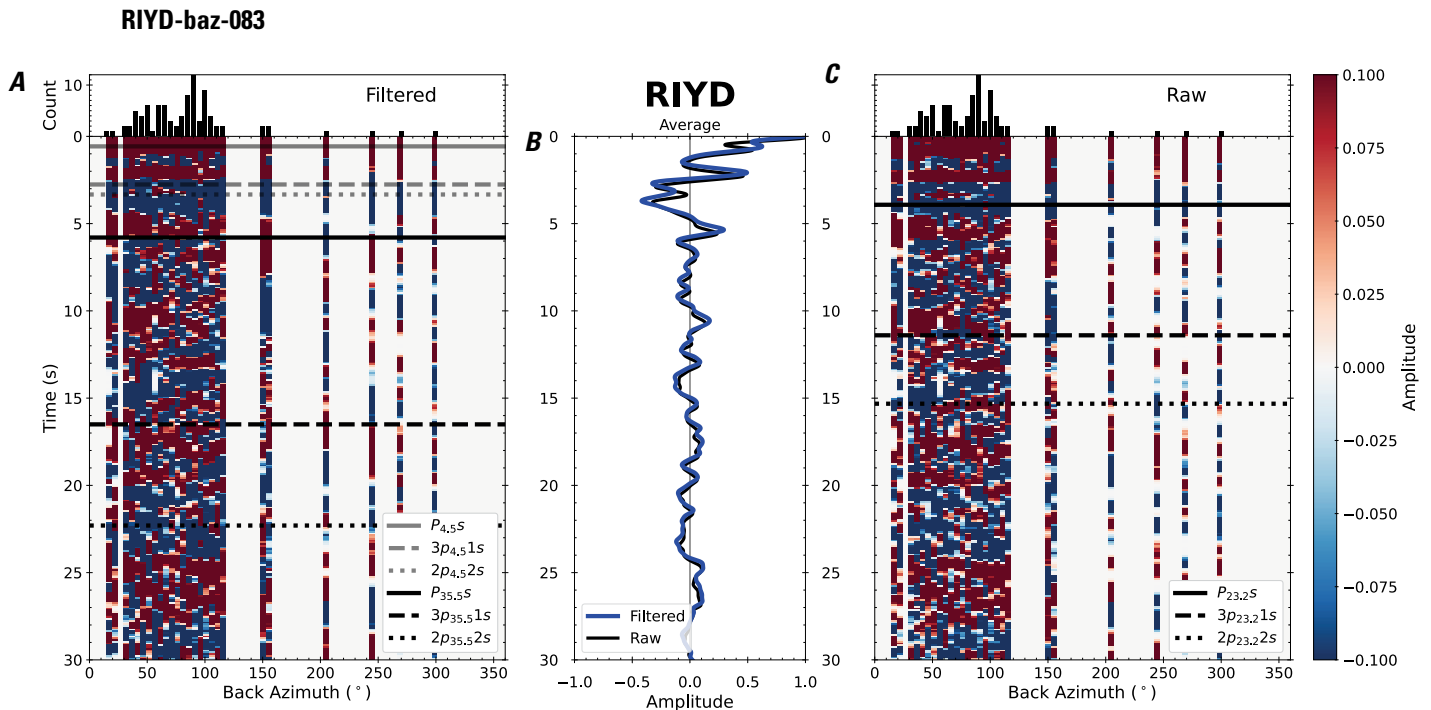 RIYD-baz-083
A
Count
10
0
Filtered
Time (s)
0
5
10
15
20
25
30
P4.5s
3p4.51s
2p4.52s
P35.5s
3p35.51s
2p35.52s
0 50 100 150 200 250 300 350
Back Azimuth (°)
RIYD
Average
B
0
5
10
15
20
25
30
Filtered
Raw
−1.0 −0.5 0.0 0.5 1.0
Amplitude
C
Raw
0
5
10
15
20
25
30
P23.2s
3p23.21s
2p23.22s
0 50 100 150 200 250 300 350
Back Azimuth (°)
0.100
0.075
0.050
0.025
0.000
−0.025
−0.050
−0.075
−0.100
Amplitude